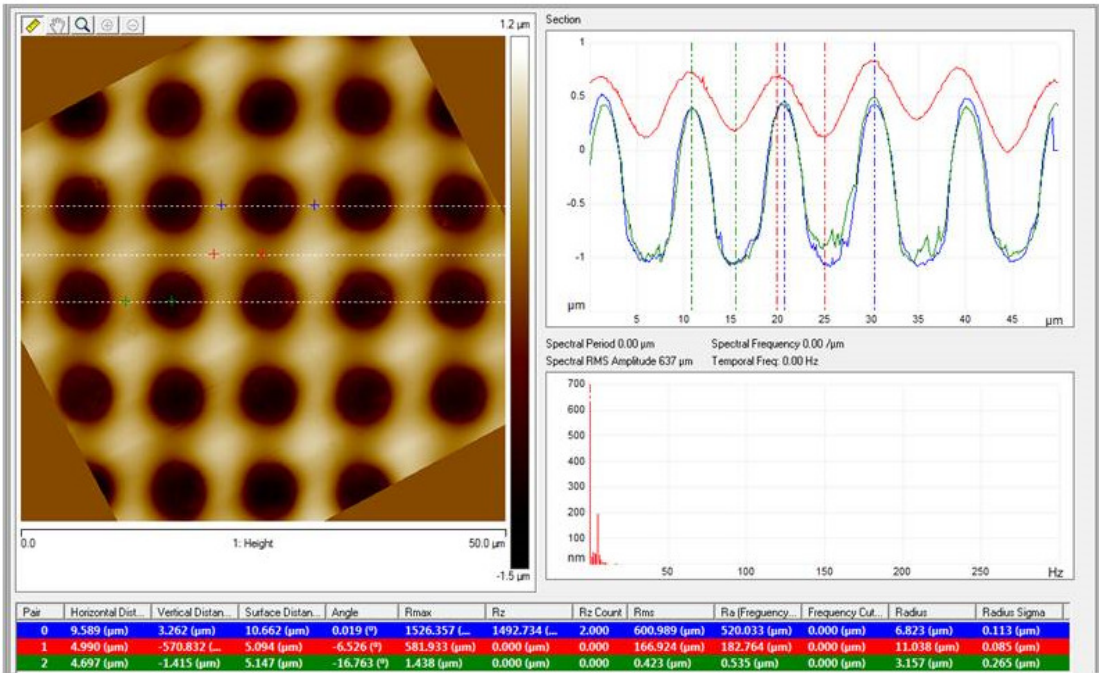 1.2 µm
Section
1
0.5
0
-0.5
-1
µm
5 10 15 20 25 30 35 40 45 µm
Spectral Period 0.00 µm Spectral Frequency 0.00 /µm
Spectral RMS Amplitude 637 µm Temporal Freq: 0.00 Hz
700
600
500
400
300
200
100
nm
50 100 150 200 250 Hz
0.0 1: Height 50.0 µm
-1.5 µm
Pair Horizontal Dist... Vertical Distan... Surface Distan... Angle Rmax Rz Rz Count Rms Ra (Freguency... Frequency Cut... Radius Radius Sigma
0 9.589 (µm) 3.262 (µm) 10.662 (µm) 0.019 (º) 1526.357 (... 1492.734 (... 2.000 600.989 (µm) 520.033 (µm) 0.000 (µm) 6.823 (µm) 0.113 (µm)
1 4.990 (µm) -570.832 (... 5.094 (µm) -6.526 (º) 581.933 (µm) 0.000 (µm) 0.000 166.924 (µm) 182.764 (µm) 0.000 (µm) 11.038 (µm) 0.085 (µm)
2 4.697 (µm) -1.415 (µm) 5.147 (µm) -16.763 (º) 1.438 (µm) 0.000 (µm) 0.000 0.423 (µm) 0.535 (µm) 0.000 (µm) 3.157 (µm) 0.265 (µm)